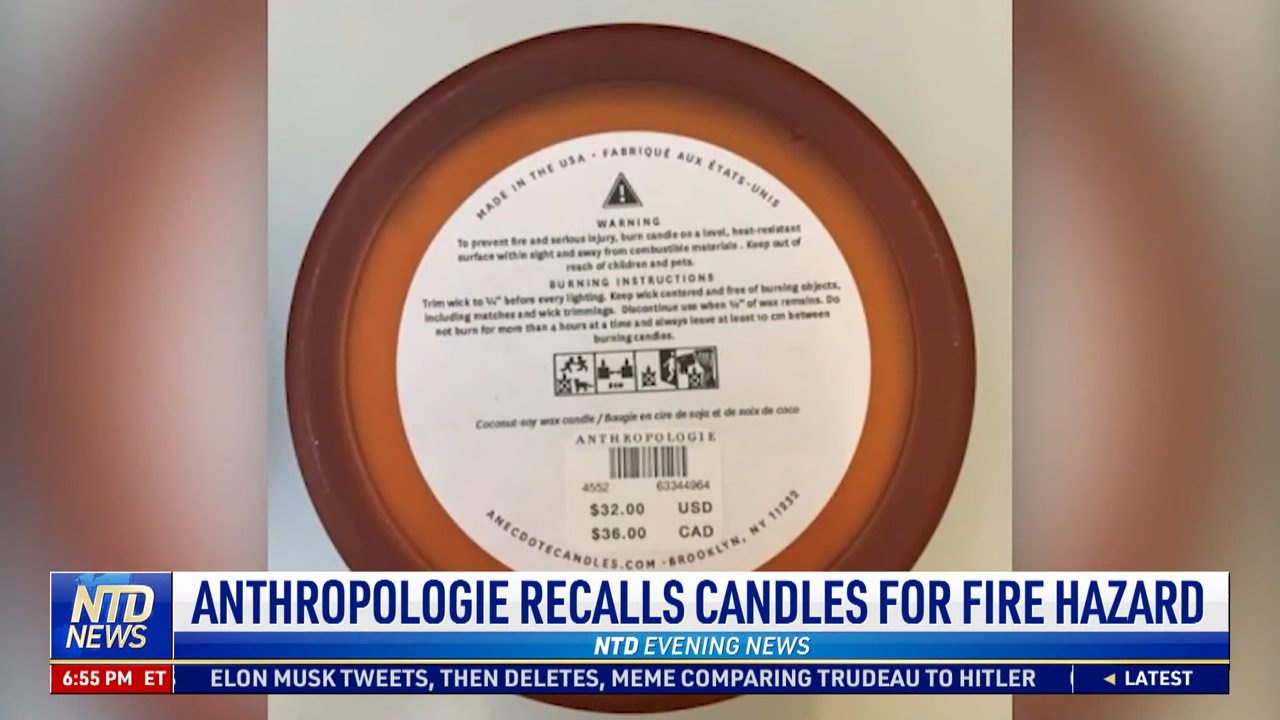 MADE IN THE USA • FABRIQUÉ AUX ÉTATS-UNIS
WARNING
To prevent fire and serious injury, burn candle on a level, heat-resistant
surface within sight and away from combustible materials . Keep out of
reach of children and pets.
BURNING INSTRUCTIONS
Trim wick to ¼" before every lighting. Keep wick centered and free of burning objects,
including matches and wick trimmings. Discontinue use when ½" of wax remains. Do
not burn for more than 4 hours at a time and always leave at least 10 cm between
burning candles.
Coconut-soy wax candle / Baugie en cire de soja et de noix de coco
ANTHROPOLOGIE
4552 63344964
$32.00 USD
$36.00 CAD
ANECDOTECANDLES.COM · BROOKLYN, NY 11232
NTD
NEWS
ANTHROPOLOGIE RECALLS CANDLES FOR FIRE HAZARD
NTD EVENING NEWS
6:55 PM ET ELON MUSK TWEETS, THEN DELETES, MEME COMPARING TRUDEAU TO HITLER ◄ LATEST